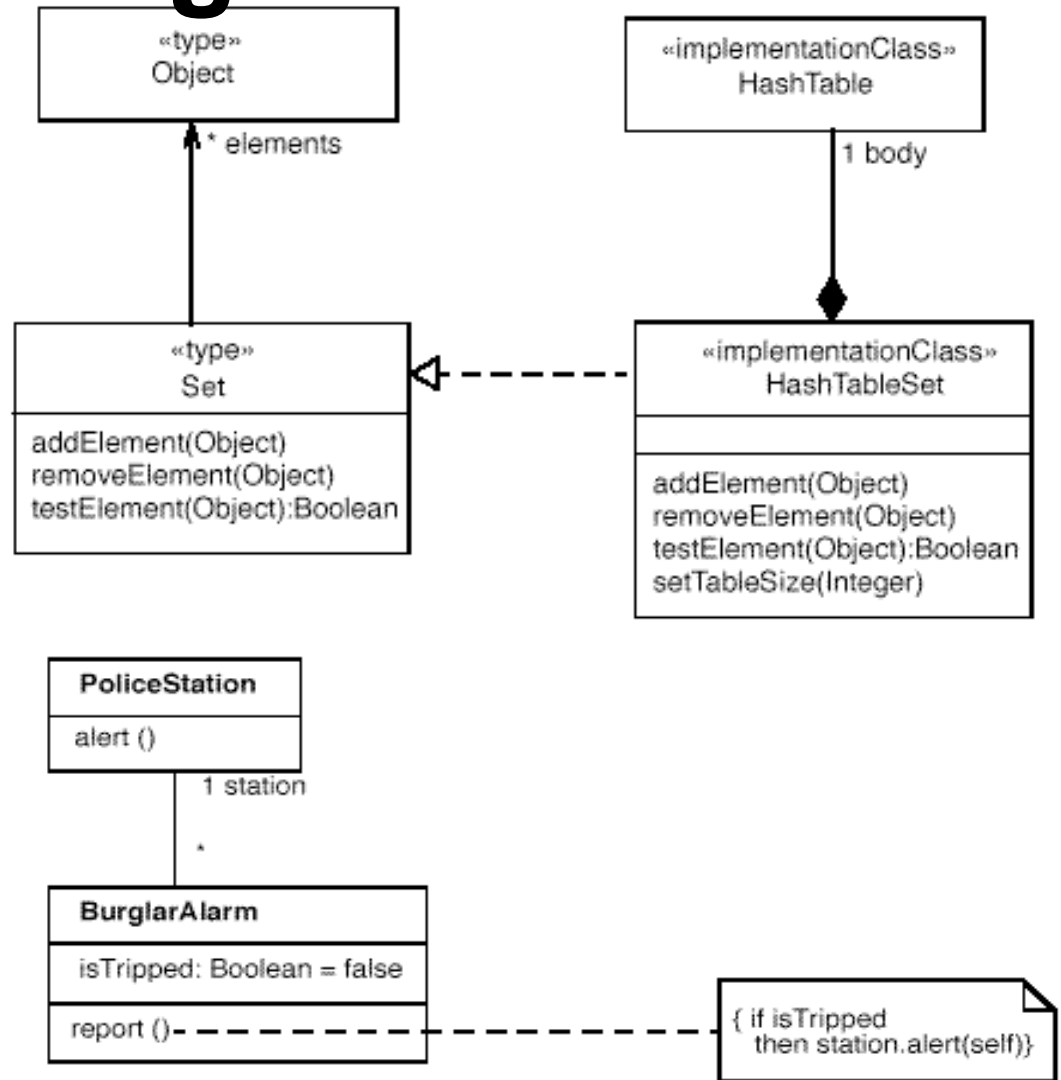 «type»
Object
* elements
«implementationClass»
HashTable
1 body
«type»
Set
addElement(Object)
removeElement(Object)
testElement(Object):Boolean
«implementationClass»
HashTableSet
addElement(Object)
removeElement(Object)
testElement(Object):Boolean
setTableSize(Integer)
PoliceStation
alert ()
1 station
*
BurglarAlarm
isTripped: Boolean = false
report ()
{ if isTripped
then station.alert(self)}